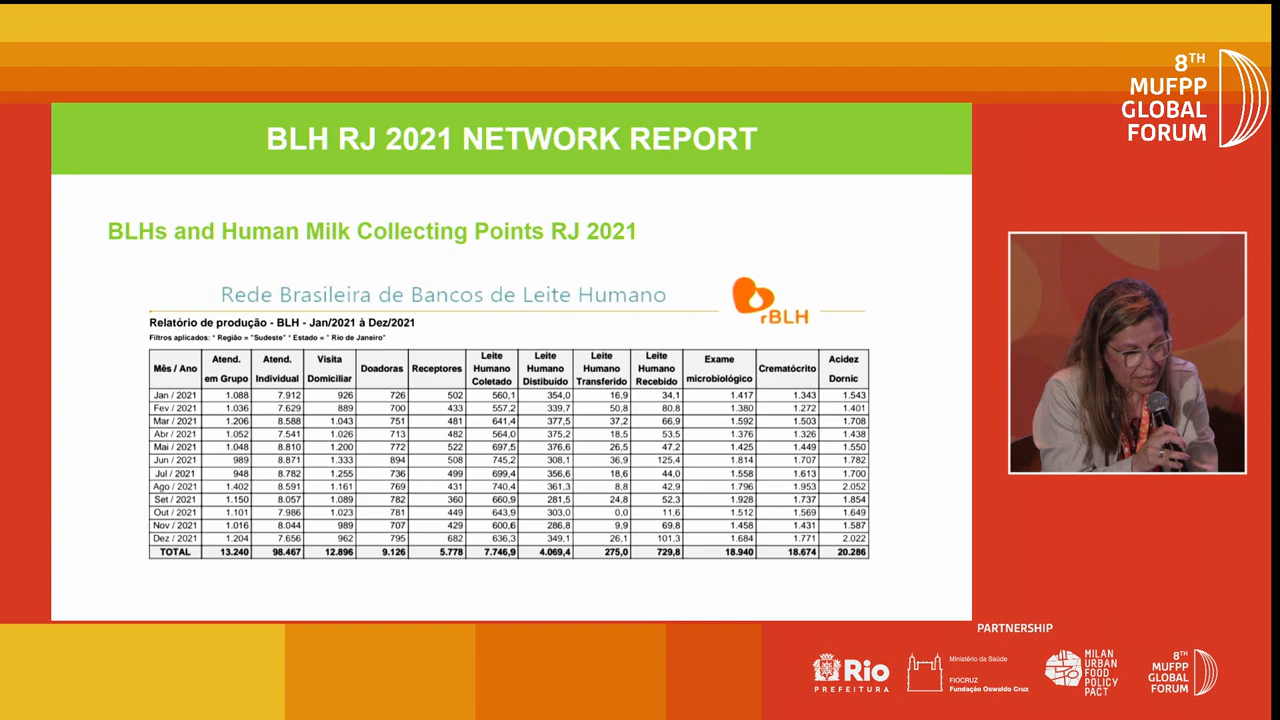 8TH
MUFPP
GLOBAL
FORUM
BLH RJ 2021 NETWORK REPORT
BLHs and Human Milk Collecting Points RJ 2021
Rede Brasileira de Bancos de Leite Humano
rBLH
Relatório de produção - BLH - Jan/2021 à Dez/2021
Filtros aplicados: * Região = "Sudeste" * Estado = " Rio de Janeiro"
Mês / Ano Atend. em Grupo Atend. Individual Visita Domiciliar Doadoras Receptores Leite Humano Coletado Leite Humano Distibuído Leite Humano Transferido Leite Humano Recebido Exame microbiológico Crematócrito Acidez Dornic
Jan / 2021 1.088 7.912 926 726 502 560,1 354,0 16,9 34,1 1.417 1.343 1.543
Fev / 2021 1.036 7.629 889 700 433 557,2 339,7 50,8 80,8 1.380 1.272 1.401
Mar / 2021 1.206 8.588 1.043 751 481 641,4 377,5 37,2 66,9 1.592 1.503 1.708
Abr / 2021 1.052 7.541 1.026 713 482 564,0 375,2 18,5 53,5 1.376 1.326 1.438
Mai / 2021 1.048 8.810 1.200 772 522 697,5 376,6 26,5 47,2 1.425 1.449 1.550
Jun / 2021 989 8.871 1.333 894 508 745,2 308,1 36,9 125,4 1.814 1.707 1.782
Jul / 2021 948 8.782 1.255 736 499 699,4 356,6 18,6 44,0 1.558 1.613 1.700
Ago / 2021 1.402 8.591 1.161 769 431 740,4 361,3 8,8 42,9 1.796 1.953 2.052
Set / 2021 1.150 8.057 1.089 782 360 660,9 281,5 24,8 52,3 1.928 1.737 1.854
Out / 2021 1.101 7.986 1.023 781 449 643,9 303,0 0,0 11,6 1.512 1.569 1.649
Nov / 2021 1.016 8.044 989 707 429 600,6 286,8 9,9 69,8 1.458 1.431 1.587
Dez / 2021 1.204 7.656 962 795 682 636,3 349,1 26,1 101,3 1.684 1.771 2.022
TOTAL 13.240 98.467 12.896 9.126 5.778 7.746,9 4.069,4 275,0 729,8 18.940 18.674 20.286
PARTNERSHIP
Rio
PREFEITURA
Ministério da Saúde
FIOCRUZ
Fundação Oswaldo Cruz
MILAN
URBAN
FOOD
POLICY
PACT
8TH
MUFPP
GLOBAL
FORUM